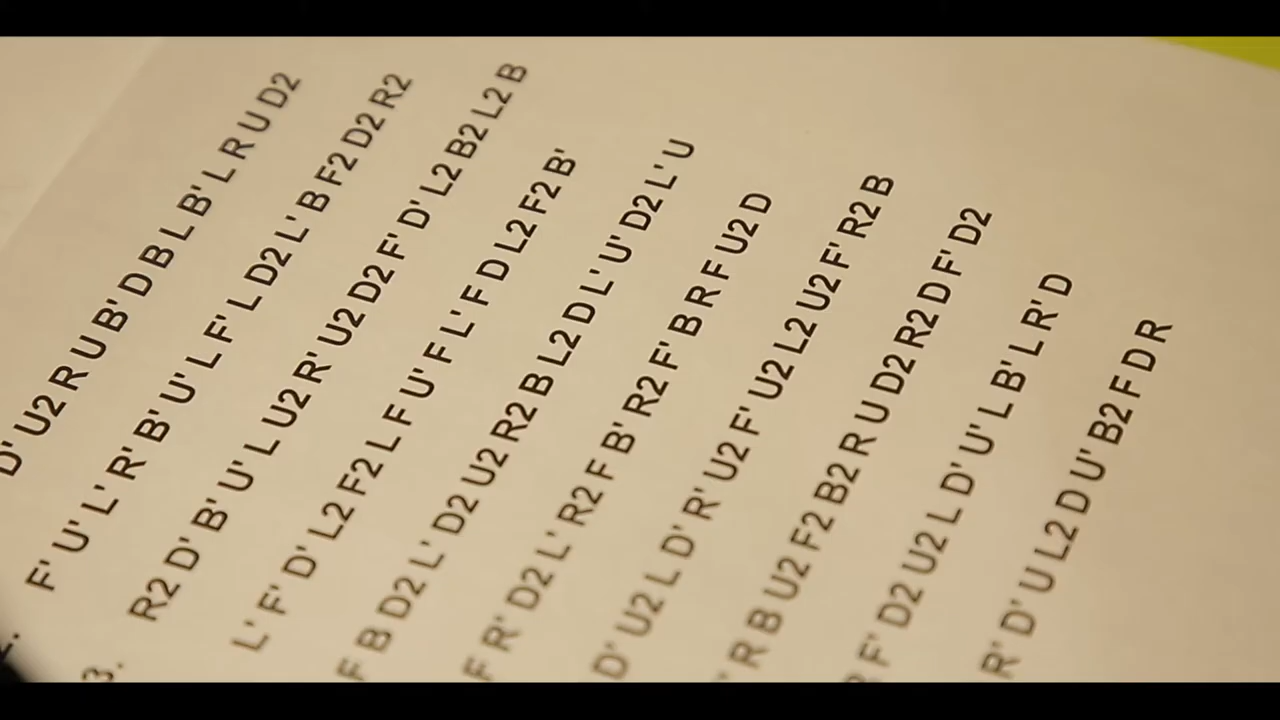 D' U2 R U B' D B L B' L R U D2
2. F' U' L' R' B' U' L F' L D2 L' B F2 D2 R2
3. R2 D' B' U' L U2 R' U2 D2 F' D' L2 B2 L2 B
L' F' D' L2 F2 L F U' F L' F D L2 F2 B'
F B D2 L' D2 U2 R2 B L2 D L' U' D2 L' U
F R' D2 L' R2 F B' R2 F' B R F U2 D
D' U2 L D' R' U2 F' U2 L2 U2 F' R2 B
R B U2 F2 B2 R U D2 R2 D F' D2
F' D2 U2 L D' U' L B' L R' D
R' D' U L2 D U' B2 F D R